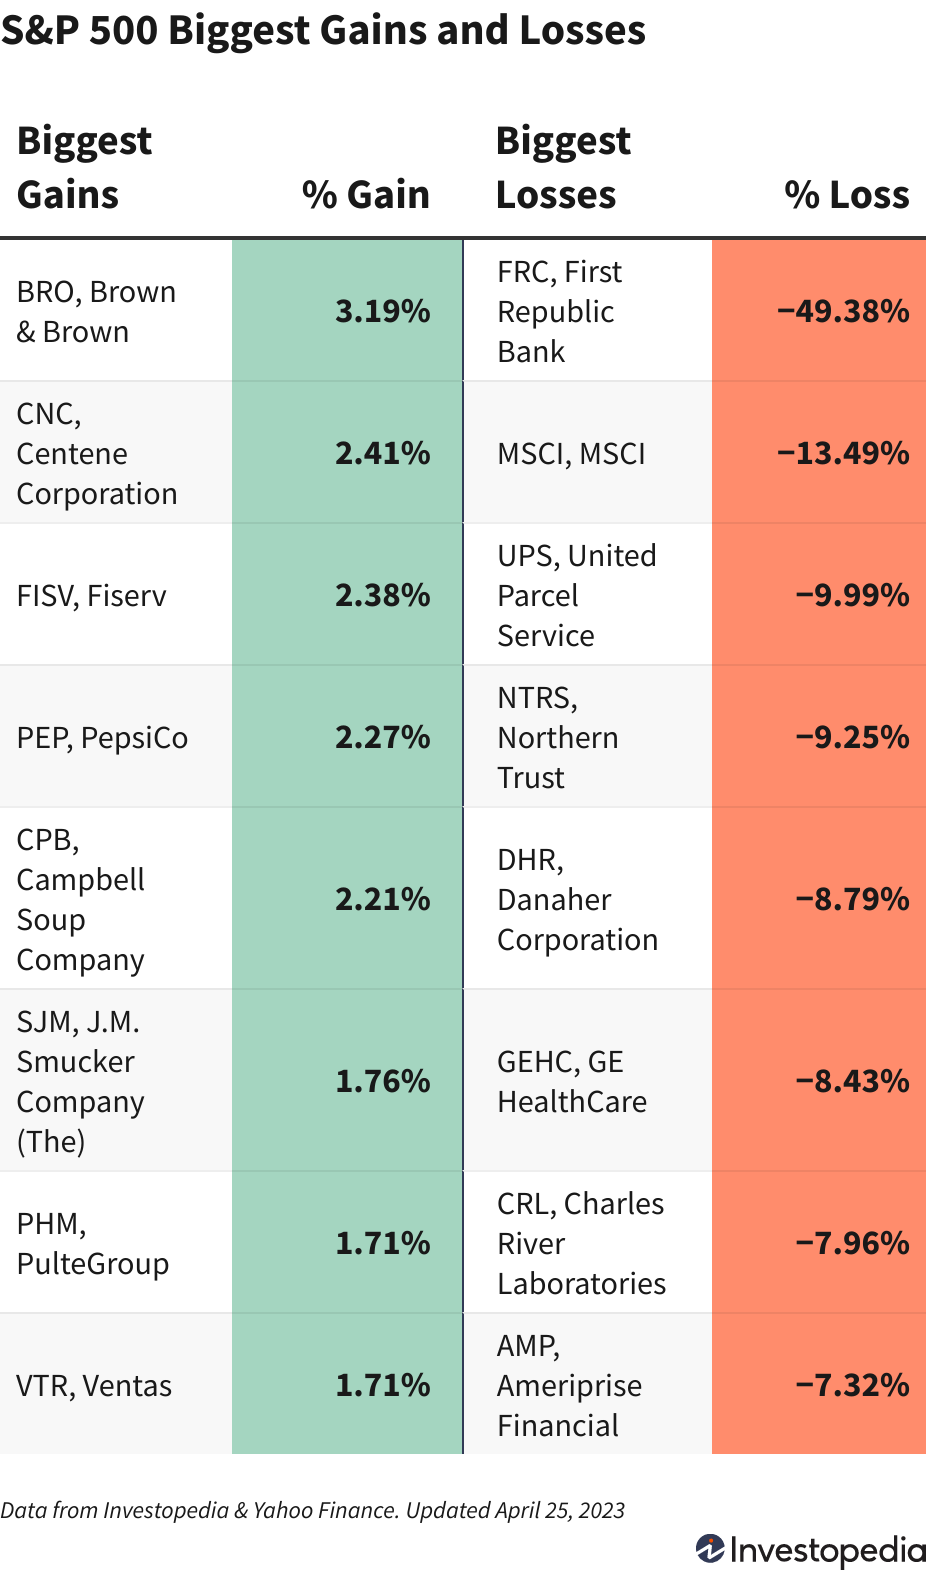 S&P 500 Biggest Gains and Losses
Biggest
Gains
% Gain
Biggest
Losses
% Loss
BRO, Brown
& Brown
3.19%
FRC, First
Republic
Bank
−49.38%
CNC,
Centene
Corporation
2.41%
MSCI, MSCI
−13.49%
FISV, Fiserv
2.38%
UPS, United
Parcel
Service
−9.99%
PEP, PepsiCo
2.27%
NTRS,
Northern
Trust
−9.25%
CPB,
Campbell
Soup
Company
2.21%
DHR,
Danaher
Corporation
−8.79%
SJM, J.M.
Smucker
Company
(The)
1.76%
GEHC, GE
HealthCare
−8.43%
PHM,
PulteGroup
1.71%
CRL, Charles
River
Laboratories
−7.96%
VTR, Ventas
1.71%
AMP,
Ameriprise
Financial
−7.32%
Data from Investopedia & Yahoo Finance. Updated April 25, 2023
Investopedia